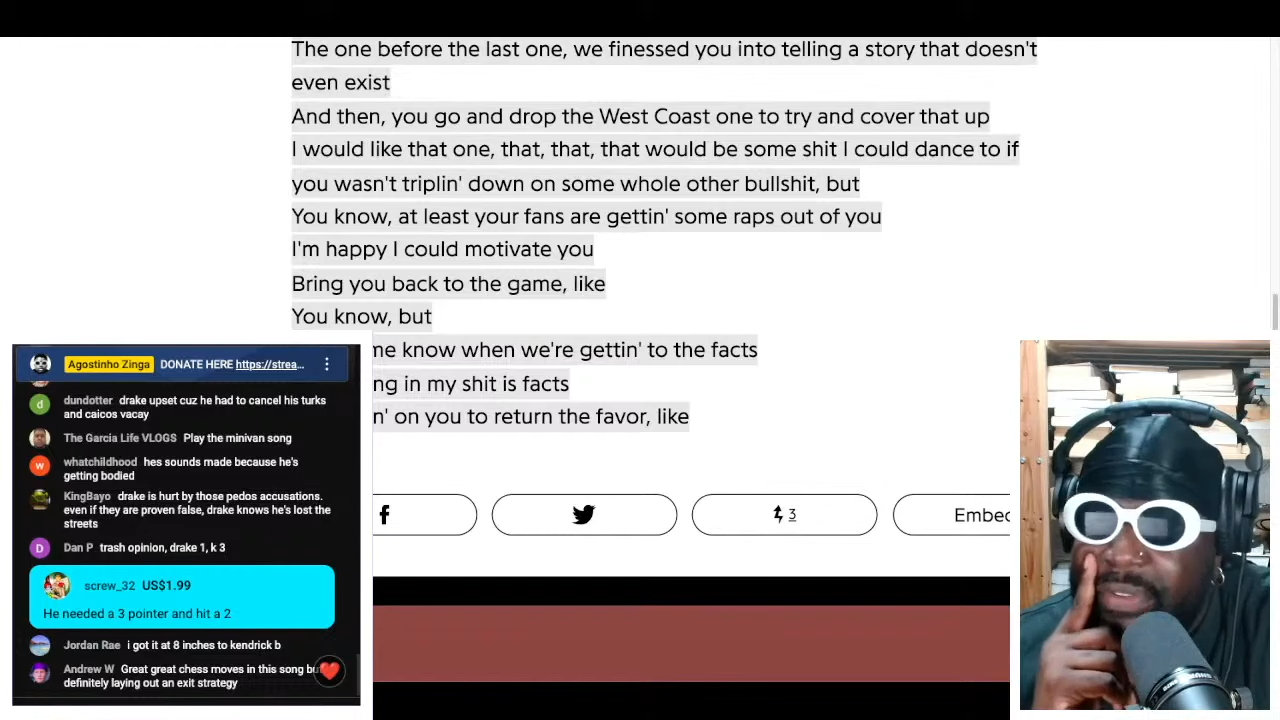 The one before the last one, we finessed you into telling a story that doesn't
even exist
And then, you go and drop the West Coast one to try and cover that up
I would like that one, that, that, that would be some shit I could dance to if
you wasn't triplin' down on some whole other bullshit, but
You know, at least your fans are gettin' some raps out of you
I'm happy I could motivate you
Bring you back to the game, like
You know, but
me know when we're gettin' to the facts
ng in my shit is facts
n' on you to return the favor, like
3
Embec
Agostinho Zinga DONATE HERE https://strea...
dundotter drake upset cuz he had to cancel his turks
and caicos vacay
The Garcia Life VLOGS Play the minivan song
whatchildhood hes sounds made because he's
getting bodied
KingBayo drake is hurt by those pedos accusations.
even if they are proven false, drake knows he's lost the
streets
D Dan P trash opinion, drake 1, k 3
screw_32 US$1.99
He needed a 3 pointer and hit a 2
Jordan Rae i got it at 8 inches to kendrick b
Andrew W Great great chess moves in this song bu
definitely laying out an exit strategy